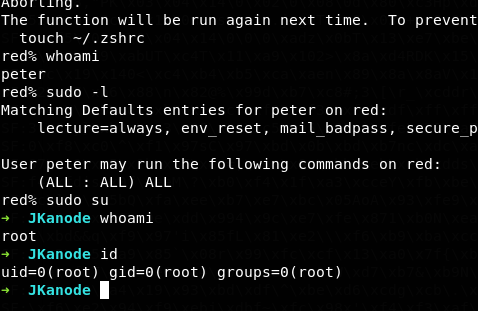 Aborting.
The function will be run again next time.  To prevent
  touch ~/.zshrc
red% whoami
peter
red% sudo -l
Matching Defaults entries for peter on red:
    lecture=always, env_reset, mail_badpass, secure_p
User peter may run the following commands on red:
    (ALL : ALL) ALL
red% sudo su
➜  JKanode whoami
root
➜  JKanode id
uid=0(root) gid=0(root) groups=0(root)
➜  JKanode